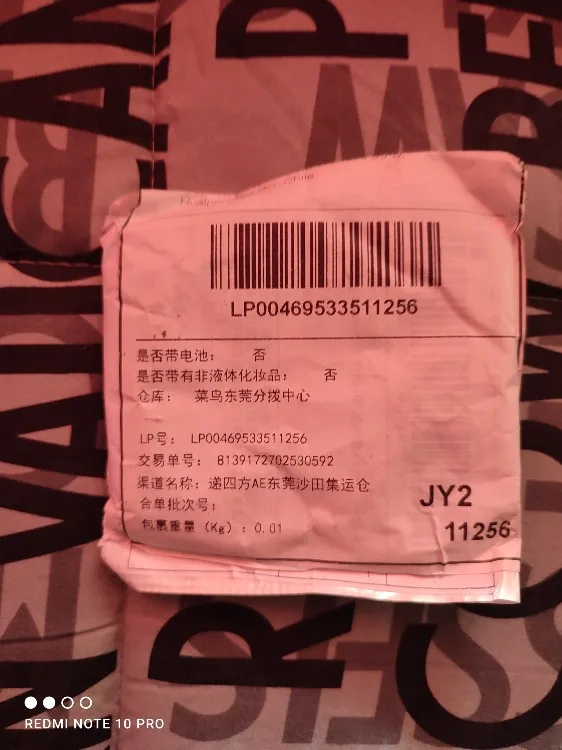 LP00469533511256
是否带电池： 否
是否带有非液体化妆品： 否
仓库： 菜鸟东莞分拨中心
LP号： LP00469533511256
交易单号： 8139172702530592
渠道名称：递四方AE东莞沙田集运仓
合单批次号：
包裹重量（Kg）：0.01
JY2
11256
REDMI NOTE 10 PRO